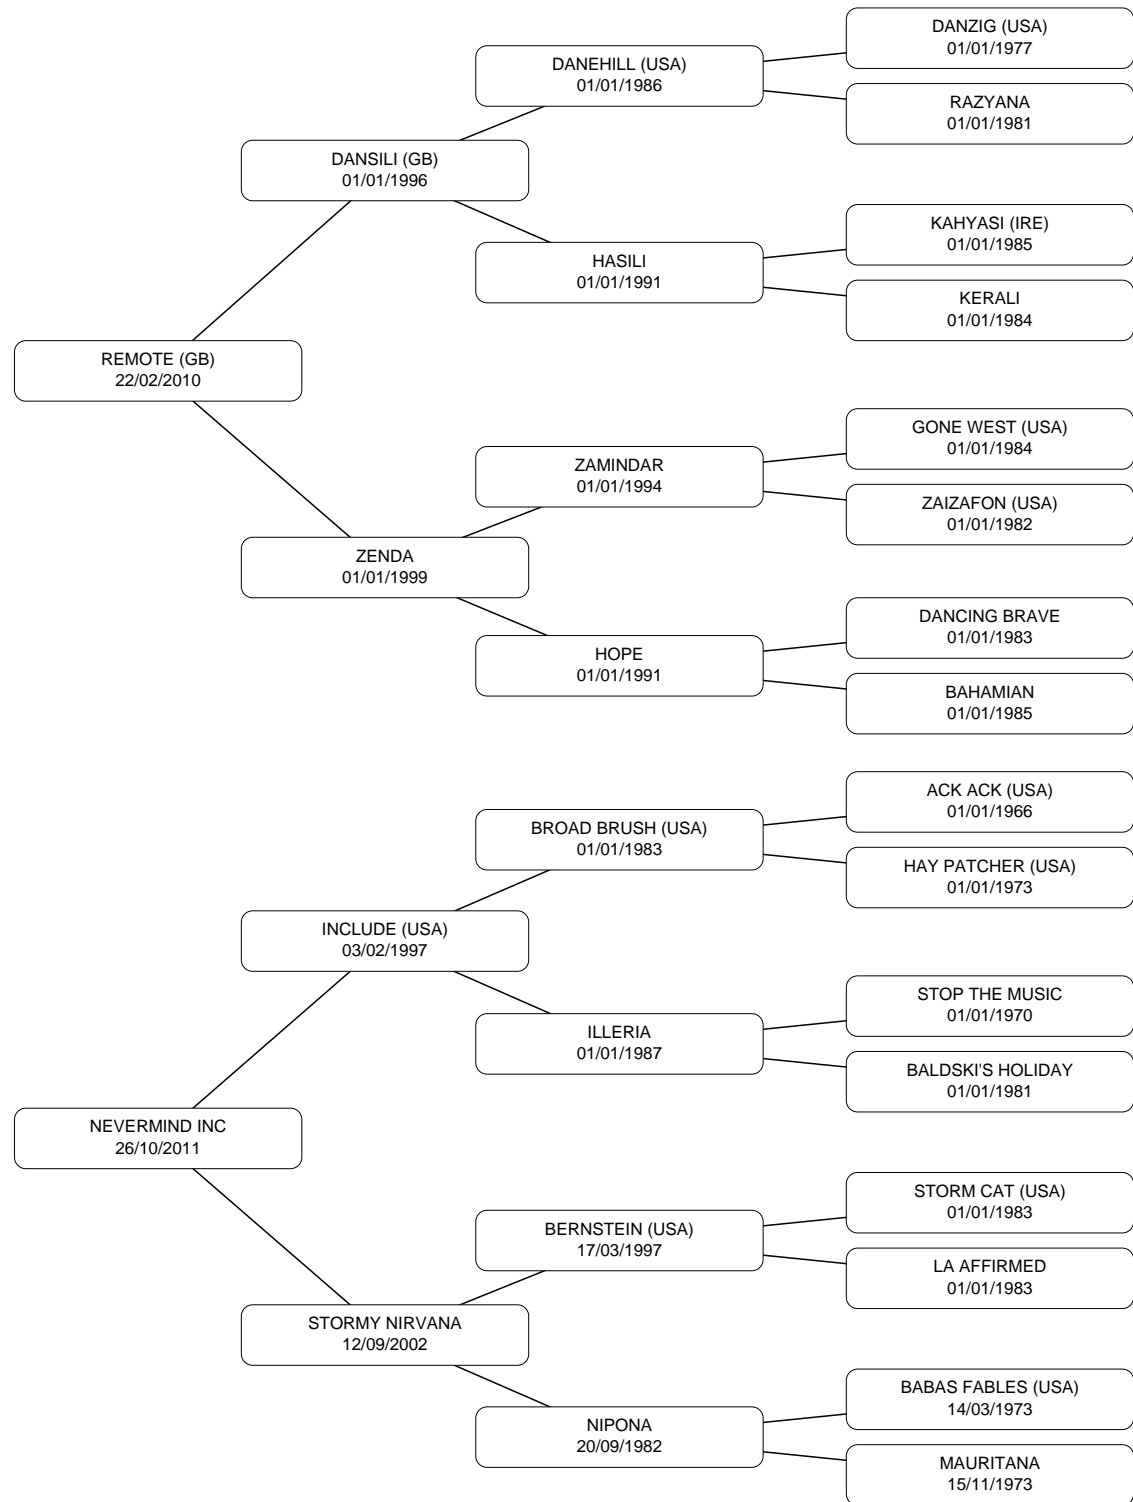 DANZIG (USA)
01/01/1977
DANEHILL (USA)
01/01/1986
RAZYANA
01/01/1981
DANSILI (GB)
01/01/1996
KAHYASI (IRE)
01/01/1985
HASILI
01/01/1991
KERALI
01/01/1984
REMOTE (GB)
22/02/2010
GONE WEST (USA)
01/01/1984
ZAMINDAR
01/01/1994
ZAIZAFON (USA)
01/01/1982
ZENDA
01/01/1999
DANCING BRAVE
01/01/1983
HOPE
01/01/1991
BAHAMIAN
01/01/1985
ACK ACK (USA)
01/01/1966
BROAD BRUSH (USA)
01/01/1983
HAY PATCHER (USA)
01/01/1973
INCLUDE (USA)
03/02/1997
STOP THE MUSIC
01/01/1970
ILLERIA
01/01/1987
BALDSKI'S HOLIDAY
01/01/1981
NEVERMIND INC
26/10/2011
STORM CAT (USA)
01/01/1983
BERNSTEIN (USA)
17/03/1997
LA AFFIRMED
01/01/1983
STORMY NIRVANA
12/09/2002
BABAS FABLES (USA)
14/03/1973
NIPONA
20/09/1982
MAURITANA
15/11/1973